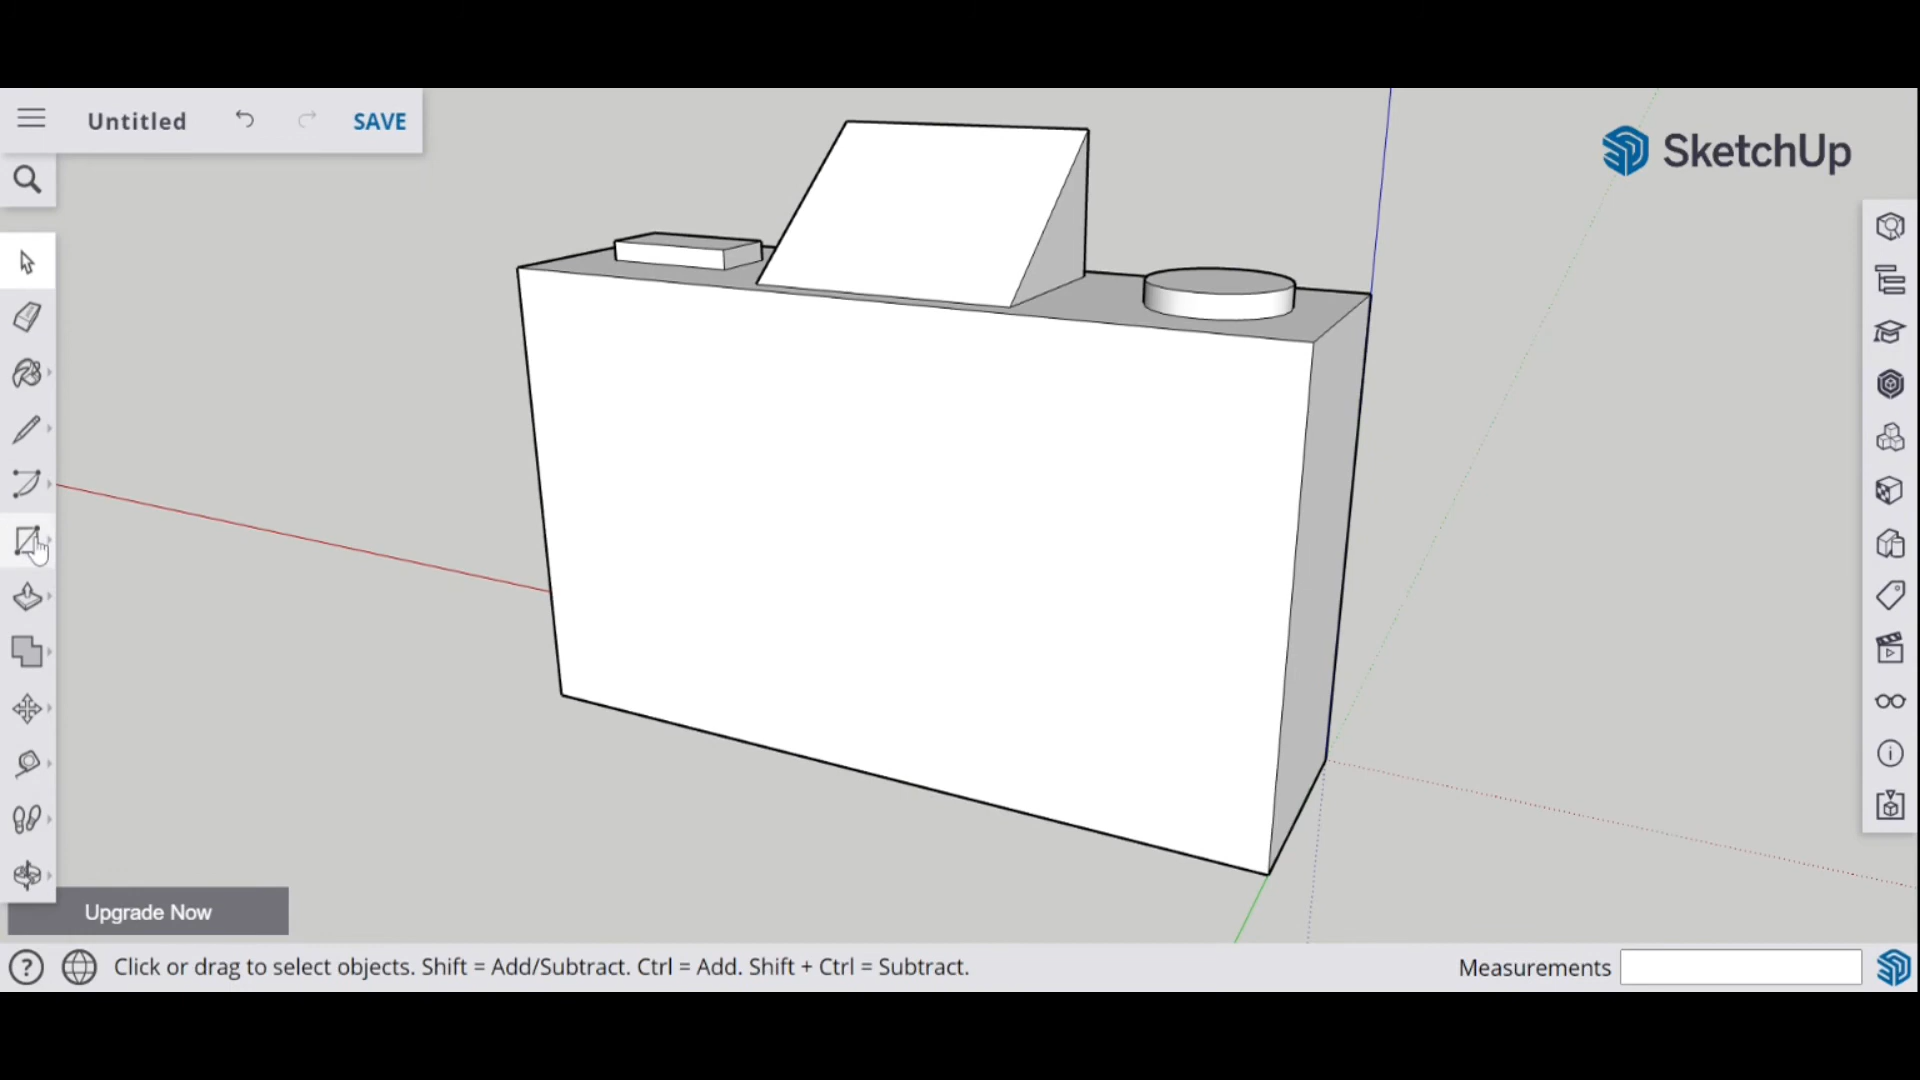 Untitled
SAVE
SketchUp
Upgrade Now
Click or drag to select objects. Shift = Add/Subtract. Ctrl = Add. Shift + Ctrl = Subtract.
Measurements